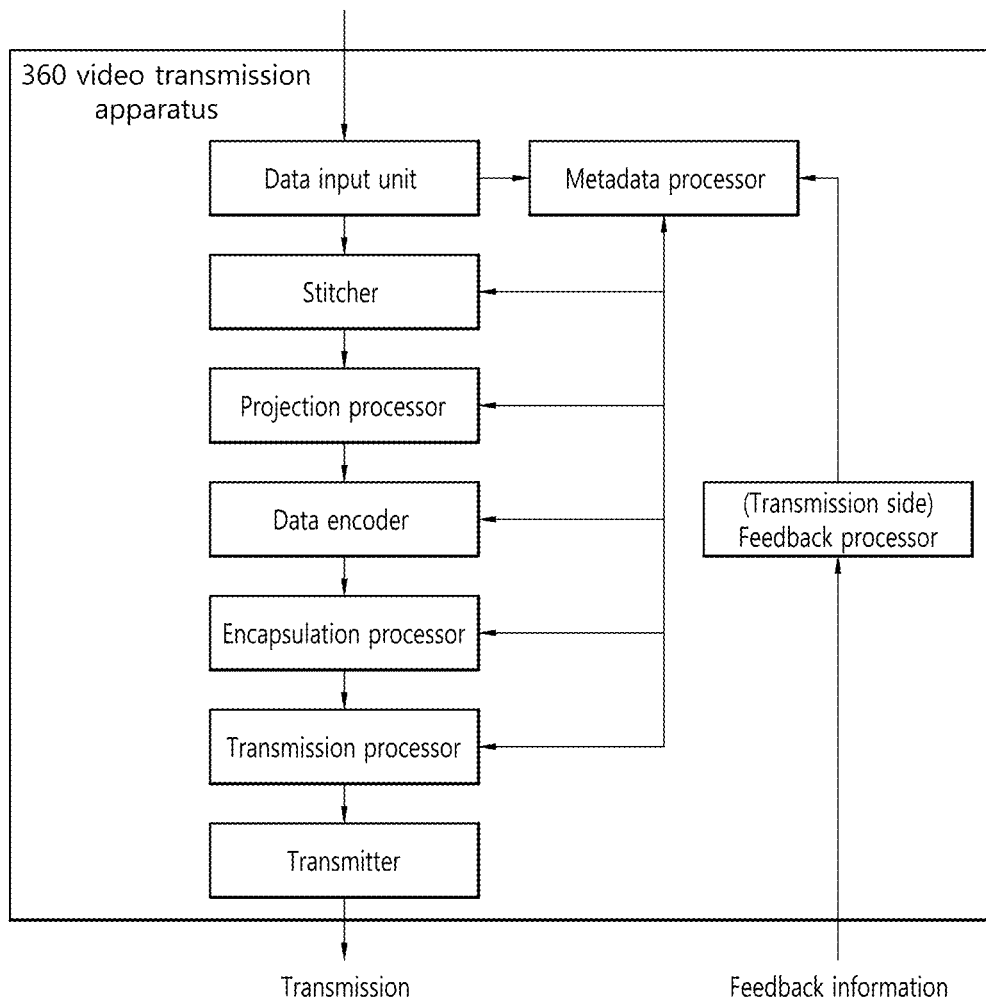 360 video transmission
apparatus
Data input unit
Metadata processor
Stitcher
Projection processor
Data encoder
(Transmission side)
Feedback processor
Encapsulation processor
Transmission processor
Transmitter
Transmission
Feedback information